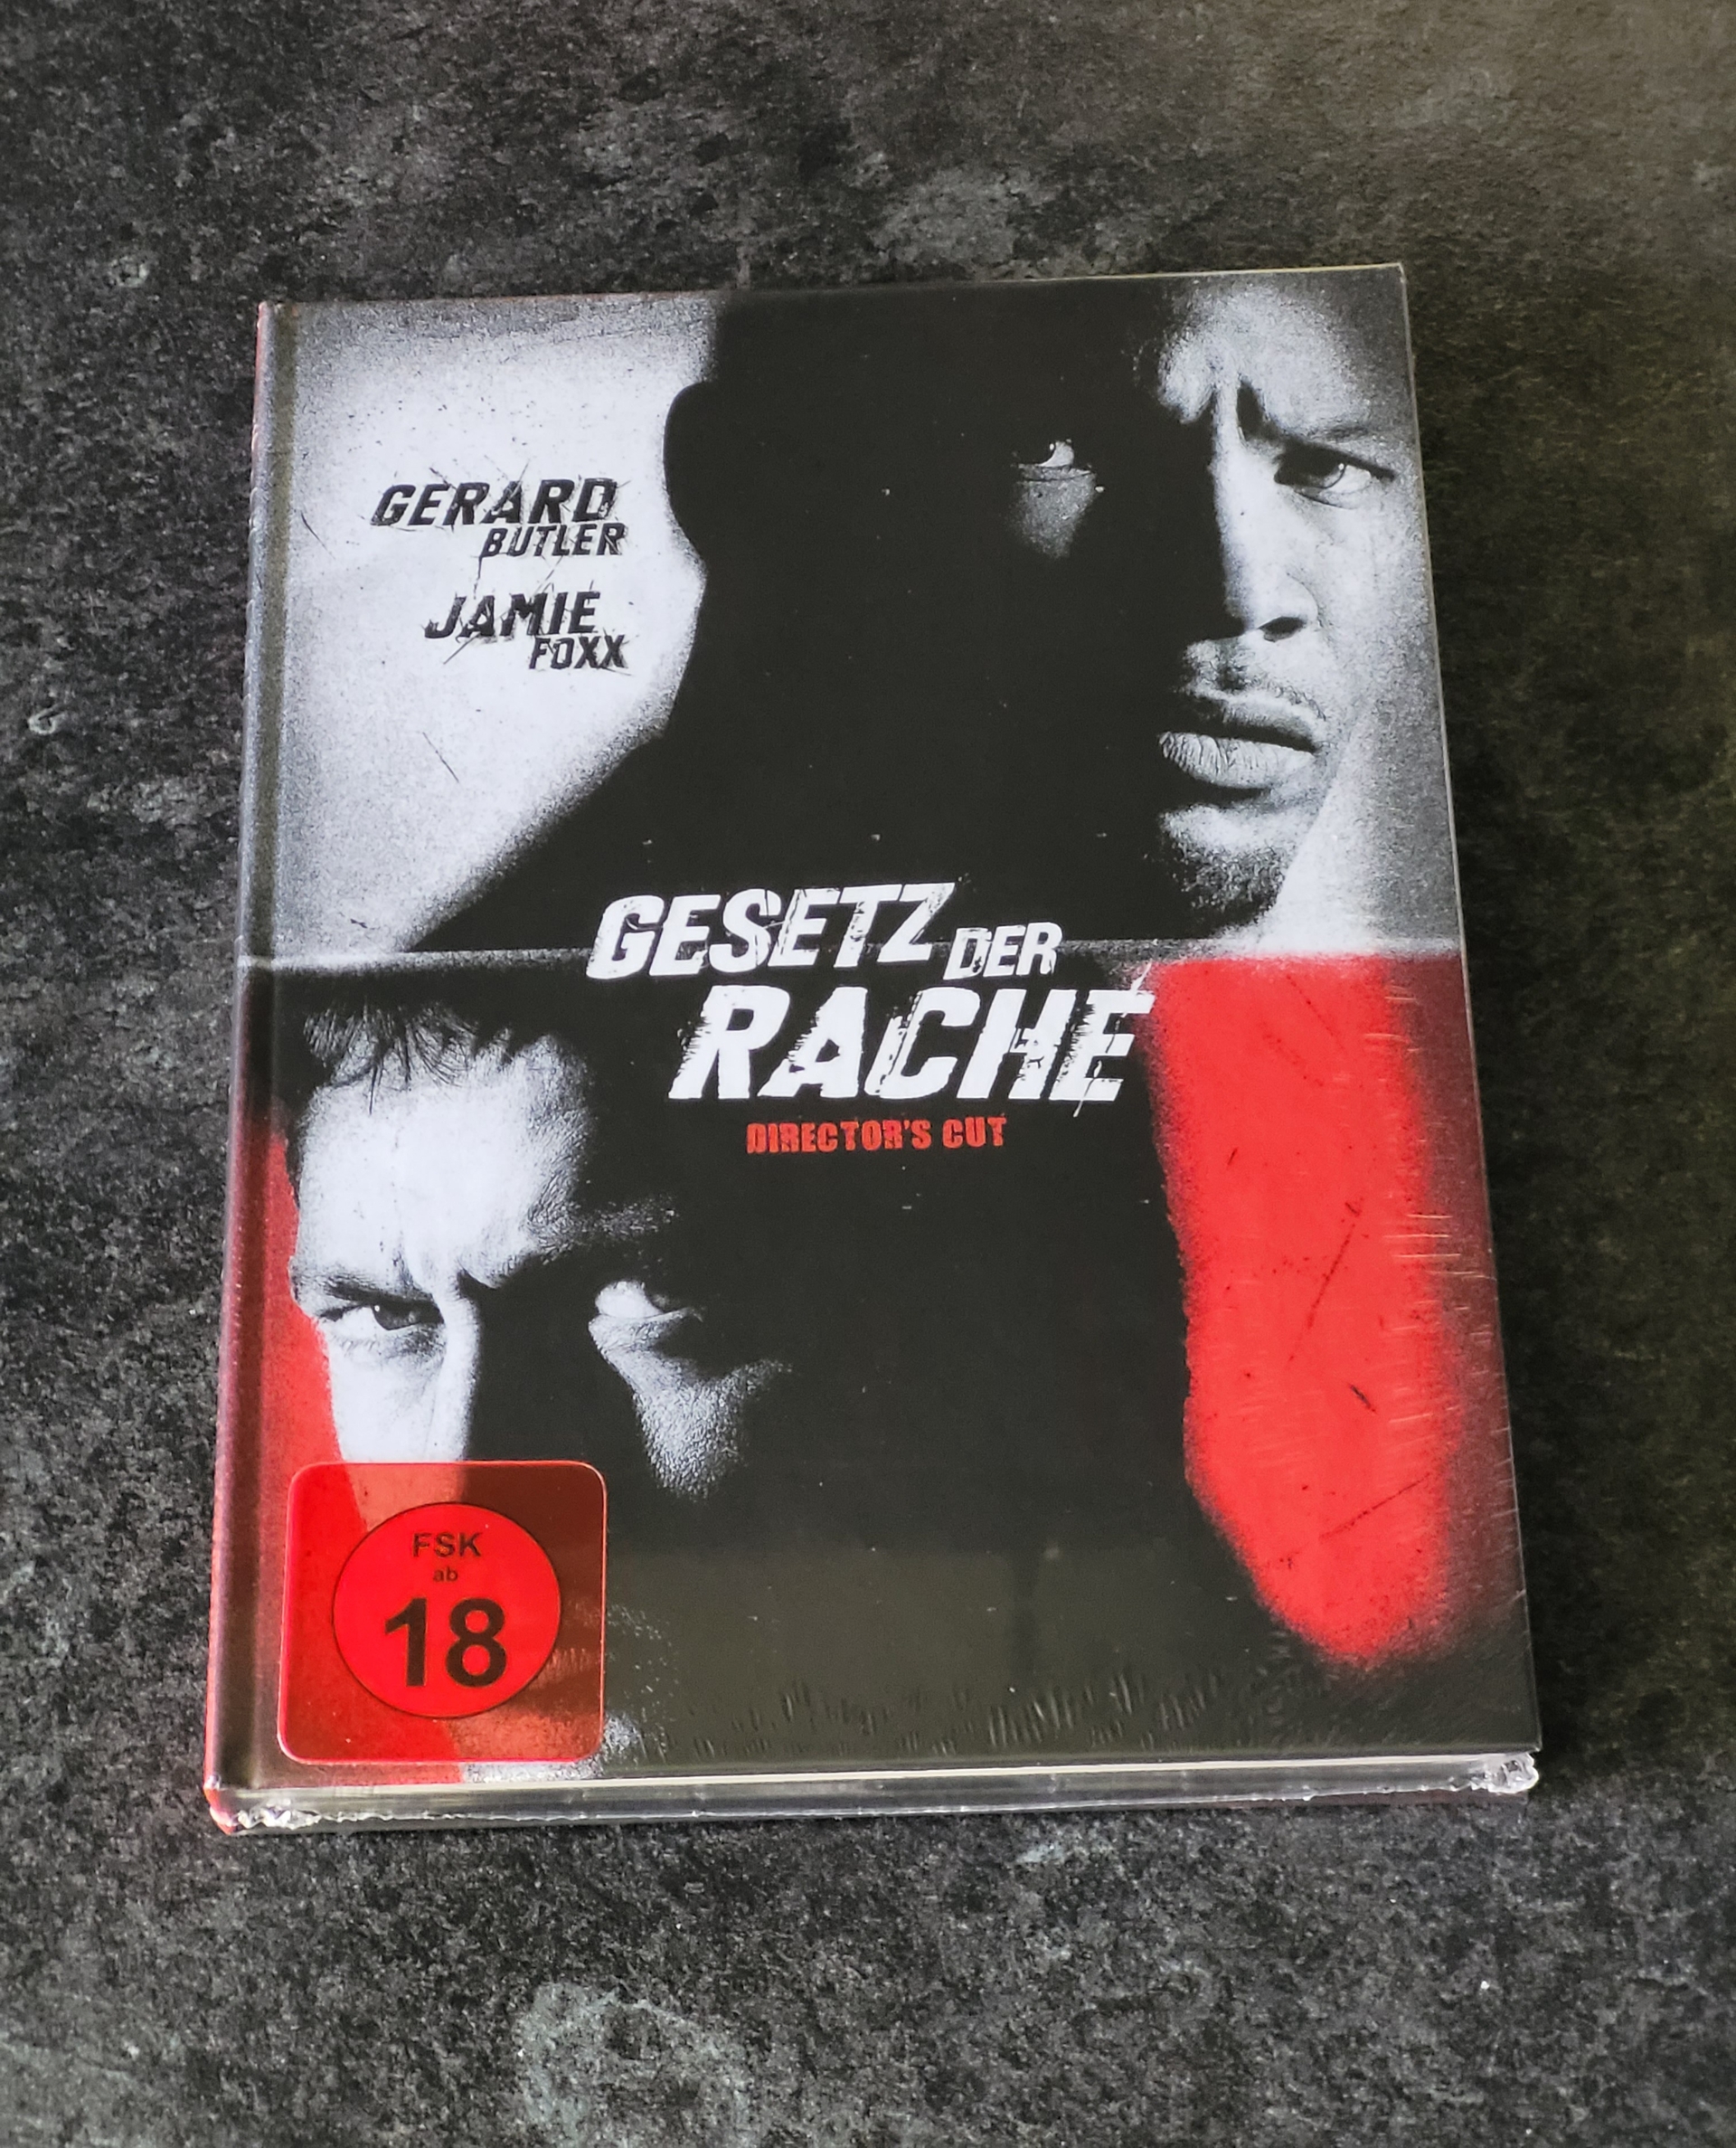 GERARD
BUTLER
JAMIE
FOXX
GESETZ DER
RACHE
DIRECTOR'S CUT
FSK
ab
18